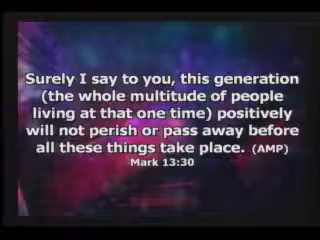 Surely I say to you, this generation
(the whole multitude of people
living at that one time) positively
will not perish or pass away before
all these things take place. (AMP)
Mark 13:30